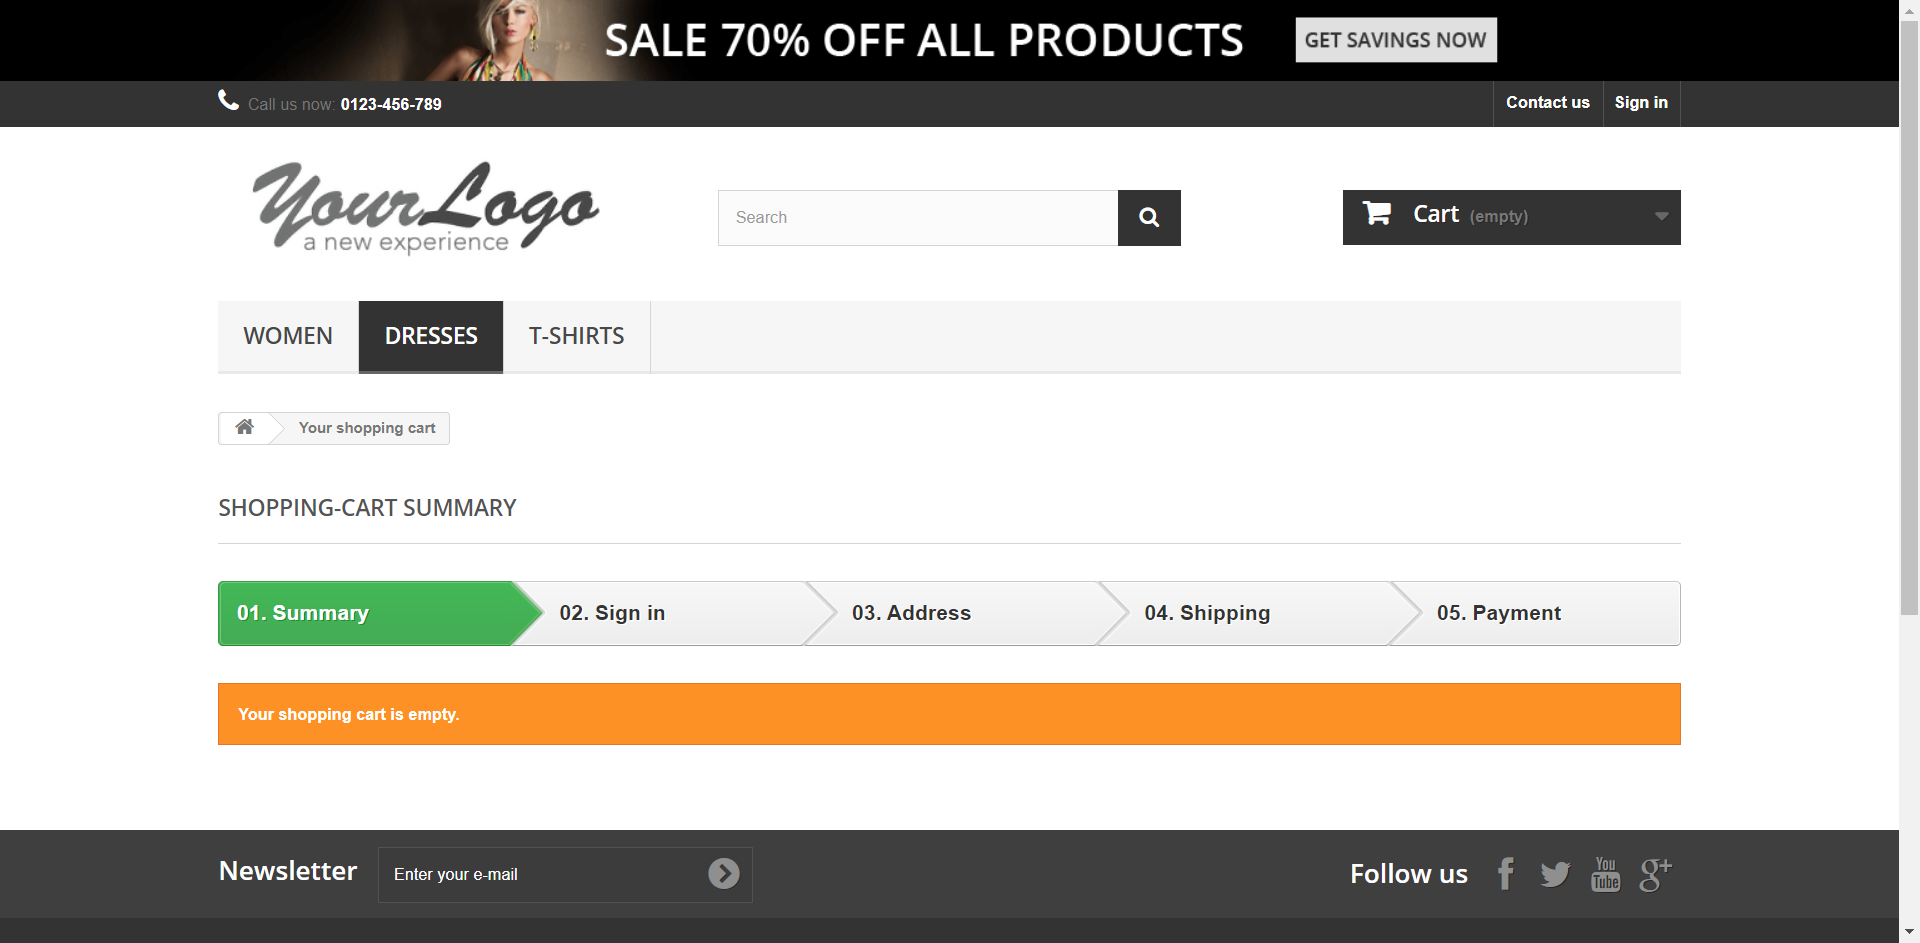 SALE 70% OFF ALL PRODUCTS GET SAVINGS NOW
Call us now: 0123-456-789 Contact us Sign in
Your Logo
a new experience
Search
Cart (empty)
WOMEN DRESSES T-SHIRTS
Your shopping cart
SHOPPING-CART SUMMARY
01. Summary 02. Sign in 03. Address 04. Shipping 05. Payment
Your shopping cart is empty.
Newsletter Enter your e-mail Follow us f You Tube g+